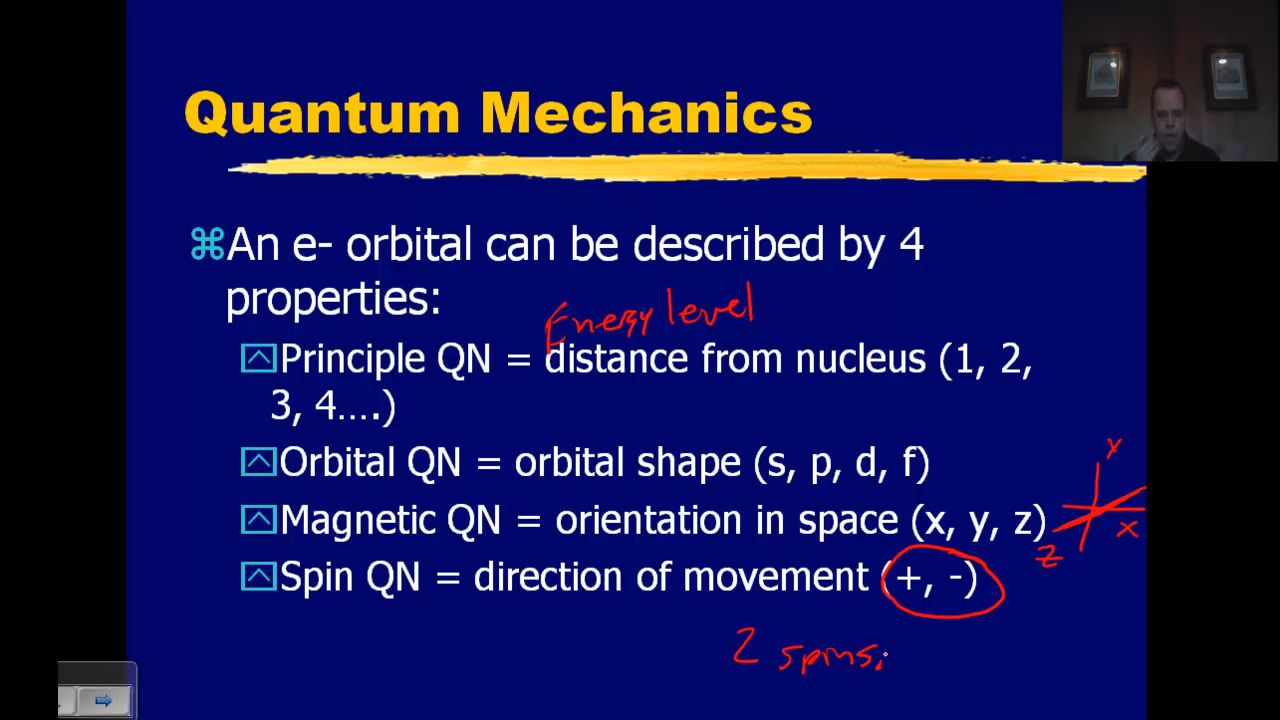 Quantum Mechanics
An e- orbital can be described by 4
properties:
Energy level
Principle QN = distance from nucleus (1, 2,
3, 4....)
Orbital QN = orbital shape (s, p, d, f)
Magnetic QN = orientation in space (x, y, z)
Y
X
Z
Spin QN = direction of movement (+, -)
2 spins,